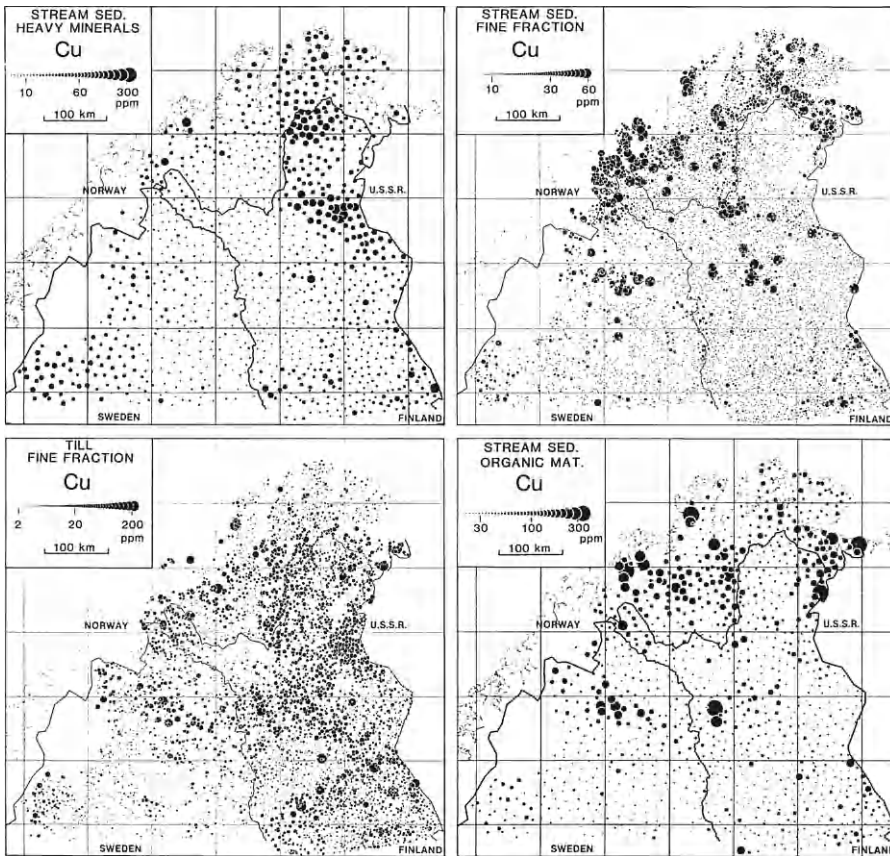 STREAM SED.
HEAVY MINERALS
Cu
10 60 300
ppm
100 km
NORWAY
U.S.S.R.
SWEDEN
FINLAND
STREAM SED.
FINE FRACTION
Cu
10 30 60
ppm
100 km
NORWAY
U.S.S.R.
SWEDEN
FINLAND
TILL
FINE FRACTION
Cu
2 20 200
ppm
100 km
NORWAY
U.S.S.R.
SWEDEN
FINLAND
STREAM SED.
ORGANIC MAT.
Cu
30 100 300
ppm
100 km
NORWAY
U.S.S.R.
SWEDEN
FINLAND